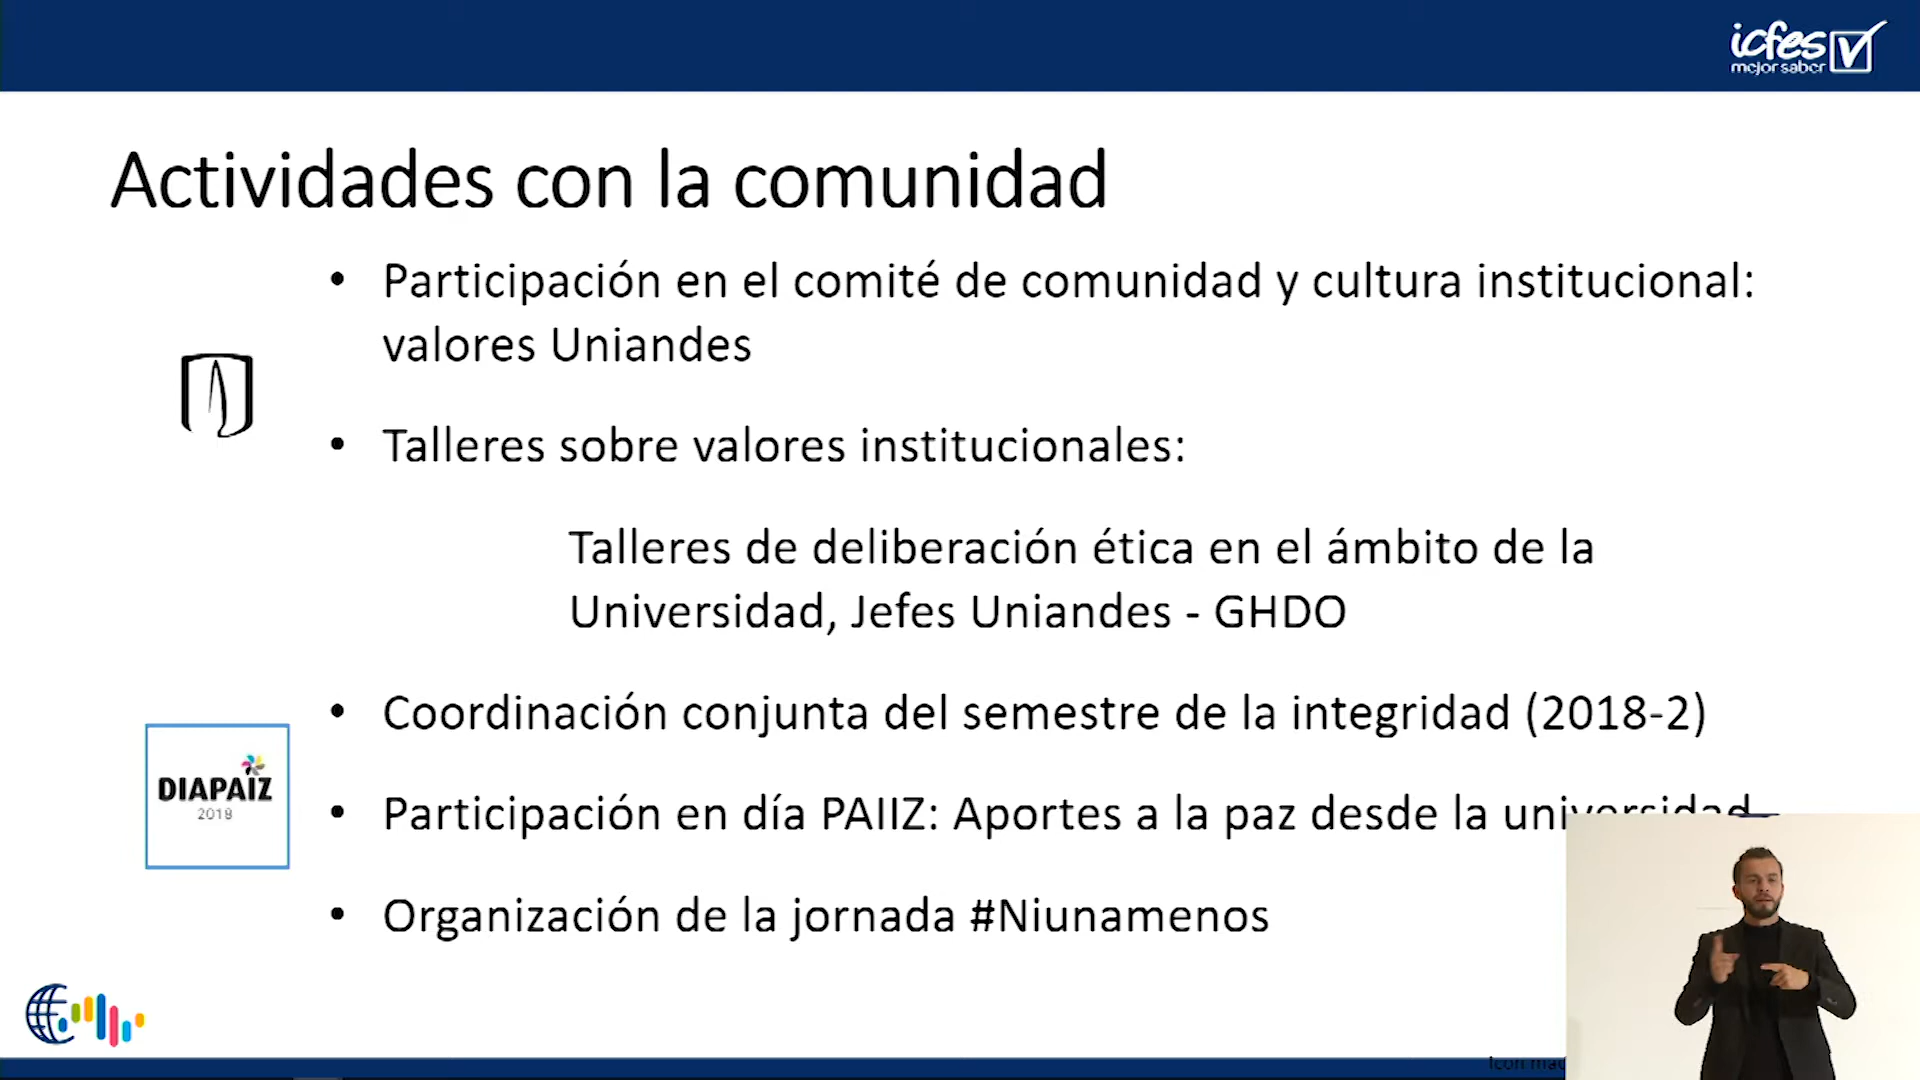 icfes
mejor saber
Actividades con la comunidad
• Participación en el comité de comunidad y cultura institucional:
valores Uniandes
• Talleres sobre valores institucionales:
Talleres de deliberación ética en el ámbito de la
Universidad, Jefes Uniandes - GHDO
• Coordinación conjunta del semestre de la integridad (2018-2)
DIAPAIZ
2018
• Participación en día PAIIZ: Aportes a la paz desde la universidad
• Organización de la jornada #Niunamenos
Icon